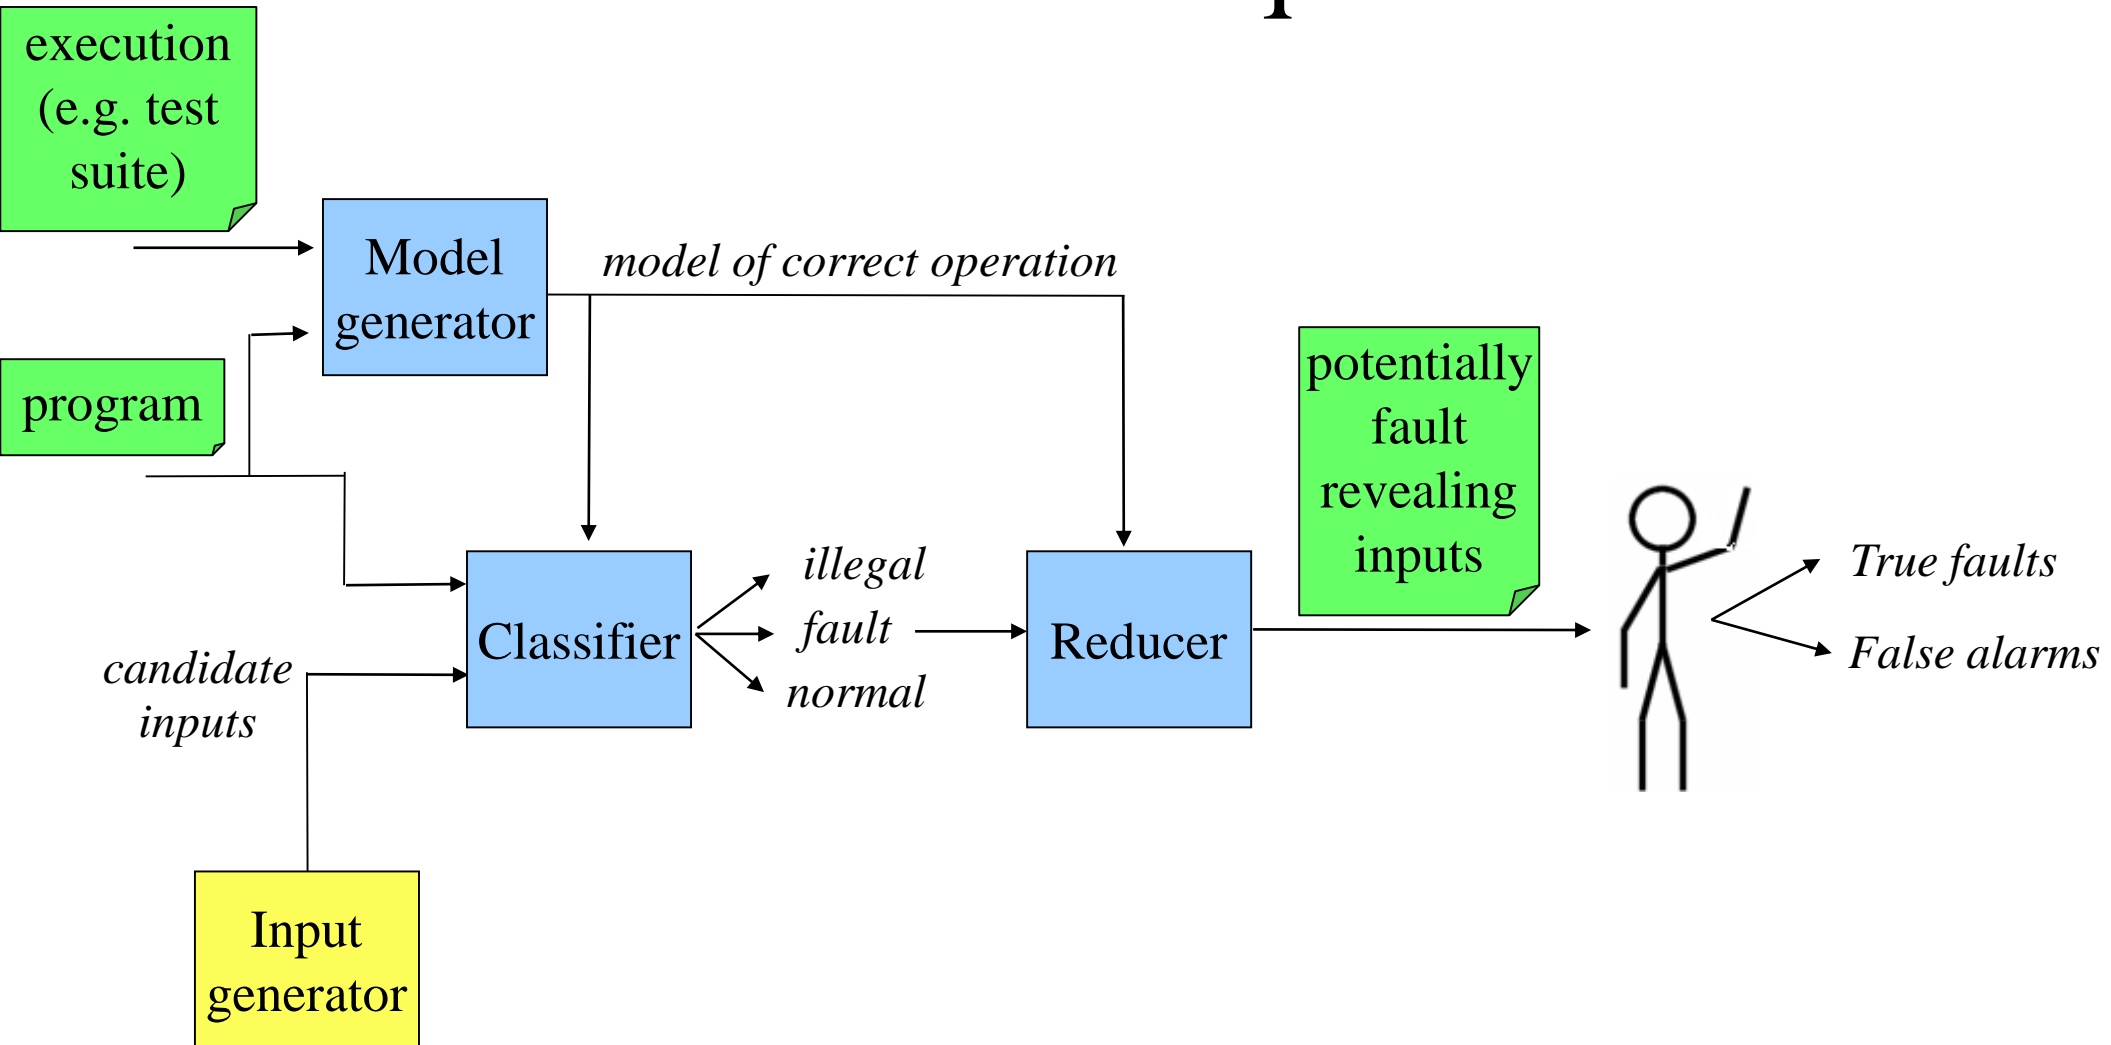 execution
(e.g. test
suite)
Model
generator
model of correct operation
program
potentially
fault
revealing
inputs
illegal
fault
normal
Classifier
Reducer
True faults
False alarms
candidate
inputs
Input
generator